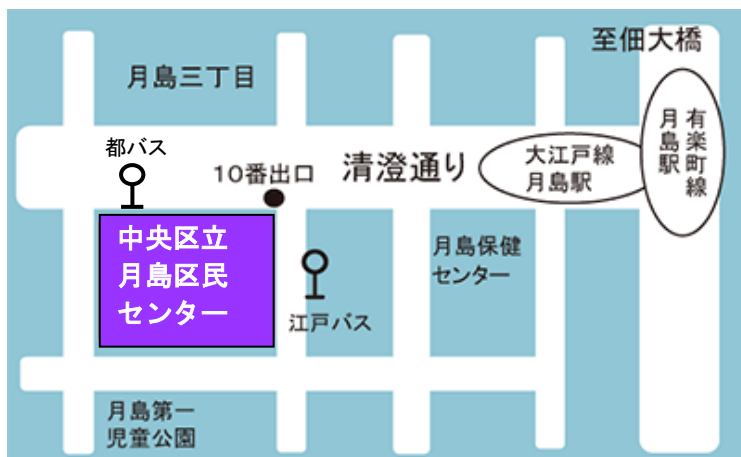 至佃大橋
月島三丁目
有楽町線
月島駅
都バス
10番出口
清澄通り
大江戸線
月島駅
中央区立
月島区民
センター
月島保健
センター
江戸バス
月島第一
児童公園